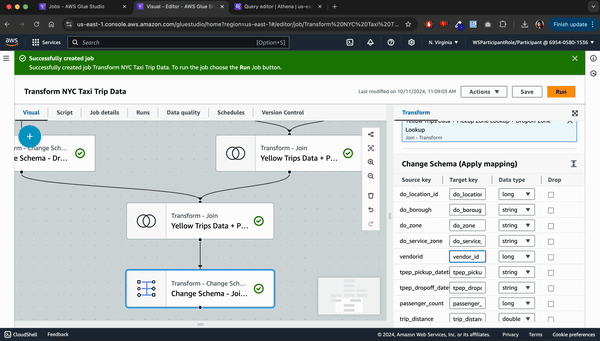 Jobs - AWS Glue Studio
Visual - Editor - AWS Glue S
Query editor | Athena | us-e
us-east-1.console.aws.amazon.com/gluestudio/home?region=us-east-1#/editor/job/Transform%20NYC%20Taxi%20T...
Finish update
aws
Services
Search
[Option+S]
N. Virginia
WSParticipantRole/Participant @ 6954-0580-1536
Successfully created job
Successfully created job Transform NYC Taxi Trip Data. To run the job choose the Run Job button.
Transform NYC Taxi Trip Data
Last modified on 10/11/2024, 11:09:03 AM
Actions
Save
Run
Visual
Script
Job details
Runs
Data quality
Schedules
Version Control
Transform
Yellow Trips Data + Pickup Zone Lookup + Dropoff Zone
Lookup
Join - Transform
rm - Change Sche...
e Schema - Dr...
Transform - Join
Yellow Trips Data + P...
Transform - Join
Yellow Trips Data + P...
Transform - Change Sche...
Change Schema - Joi...
Change Schema (Apply mapping)
Source key
Target key
Data type
Drop
do_location_id
do_location
long
do_borough
do_boroug
string
do_zone
do_zone
string
do_service_zone
do_service_
string
vendorid
vendor_id
long
tpep_pickup_datet
tpep_picku
string
tpep_dropoff_date
tpep_dropo
string
passenger_count
passenger_
long
trip_distance
trip_distan
double
CloudShell
Feedback
© 2024, Amazon Web Services, Inc. or its affiliates.
Privacy
Terms
Cookie preferences